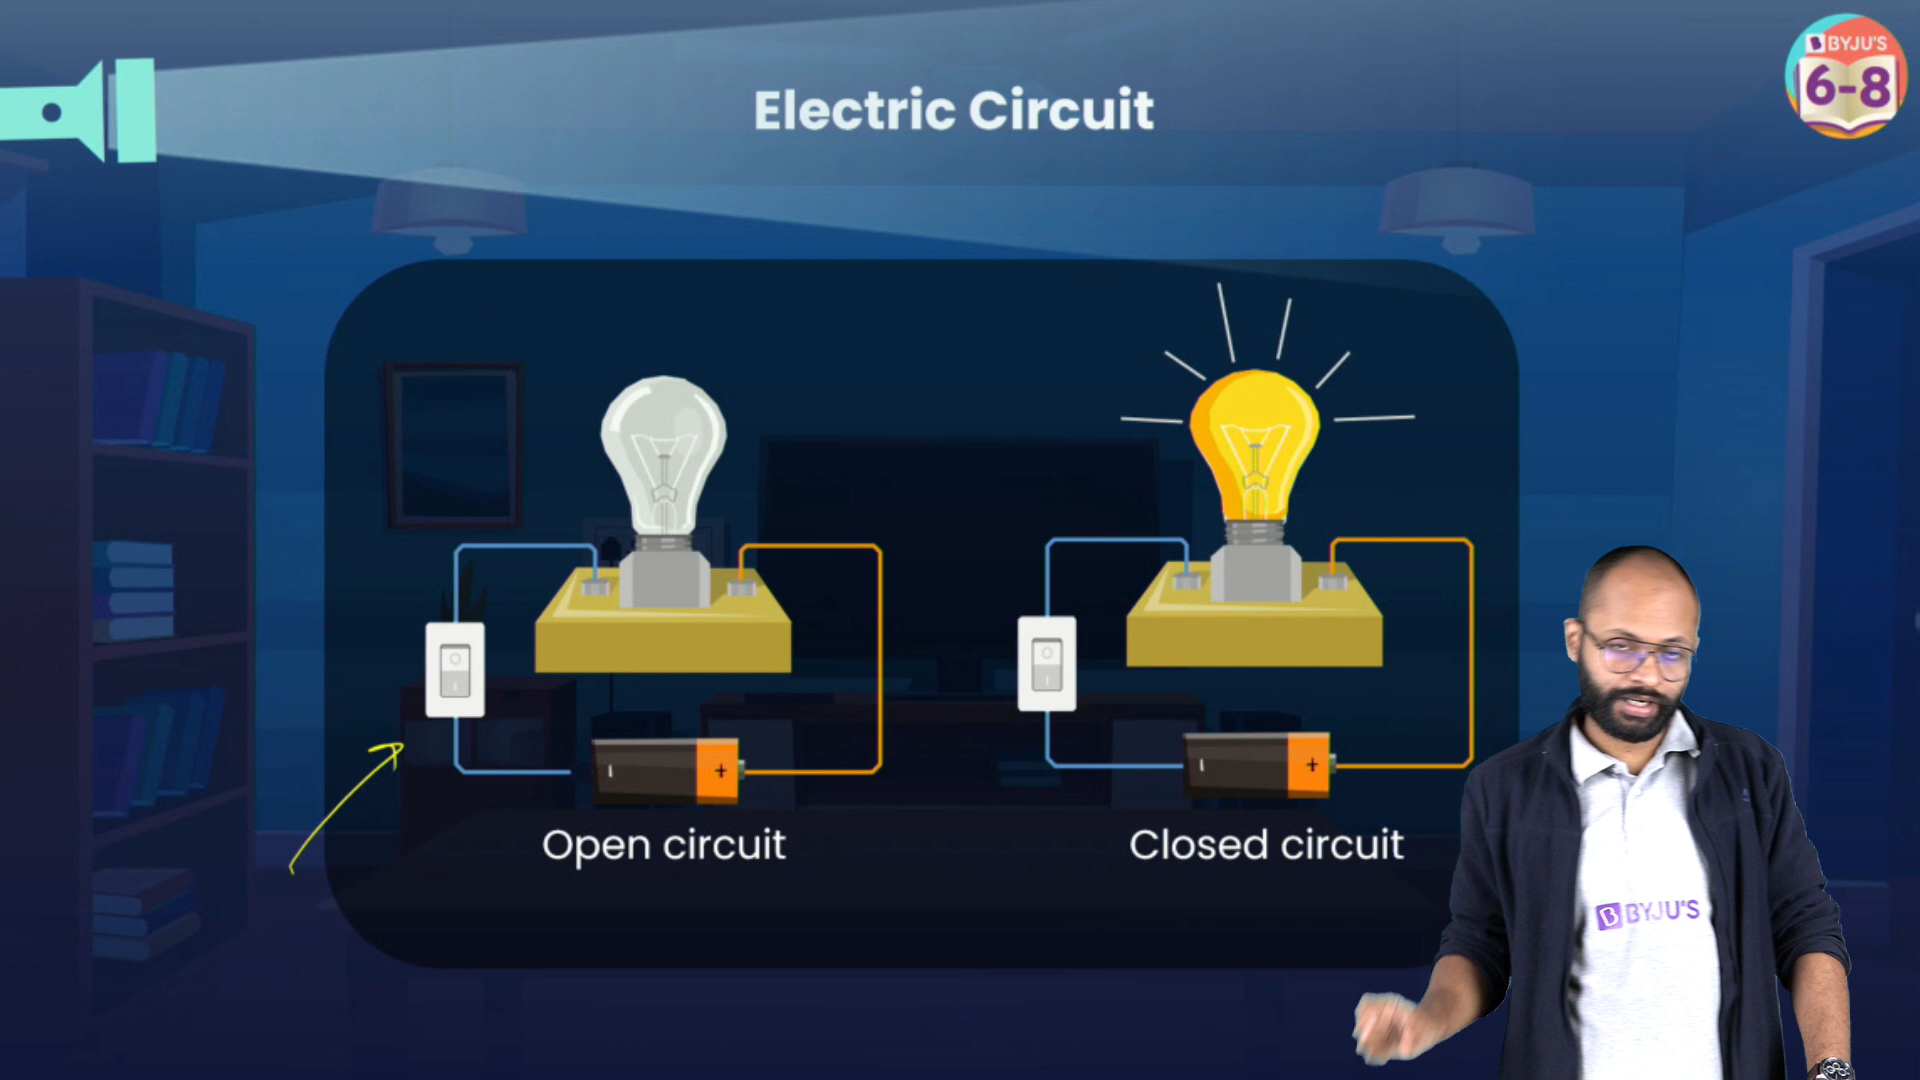 BYJU'S
6-8
Electric Circuit
O
I
+
O
I
+
Open circuit
Closed circuit
BYJU'S